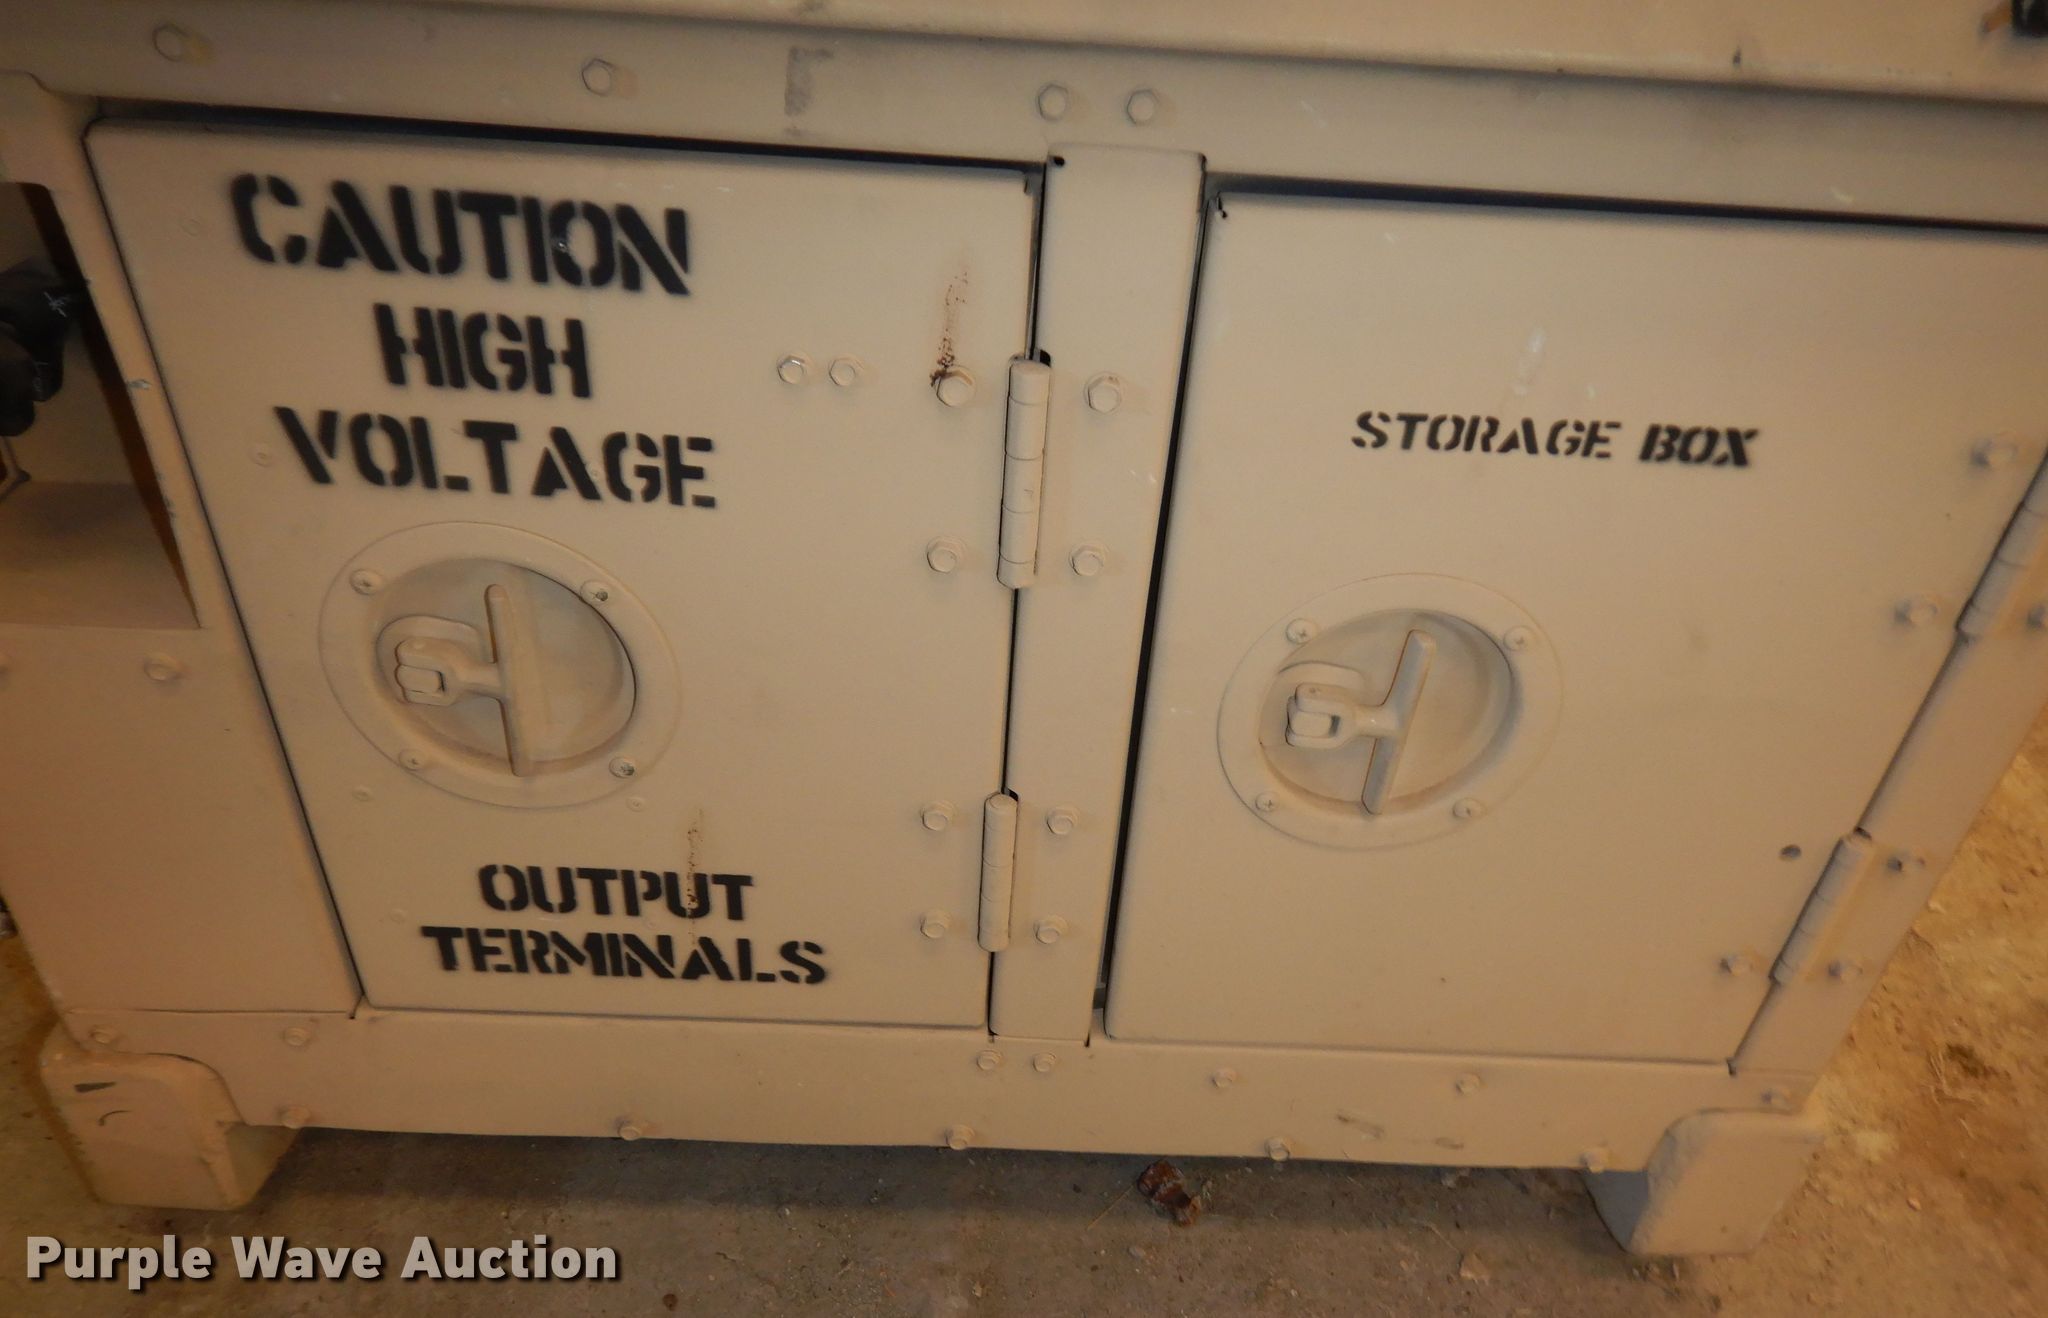 CAUTION
HIGH
VOLTAGE
STORAGE BOX
OUTPUT
TERMINALS
Purple Wave Auction